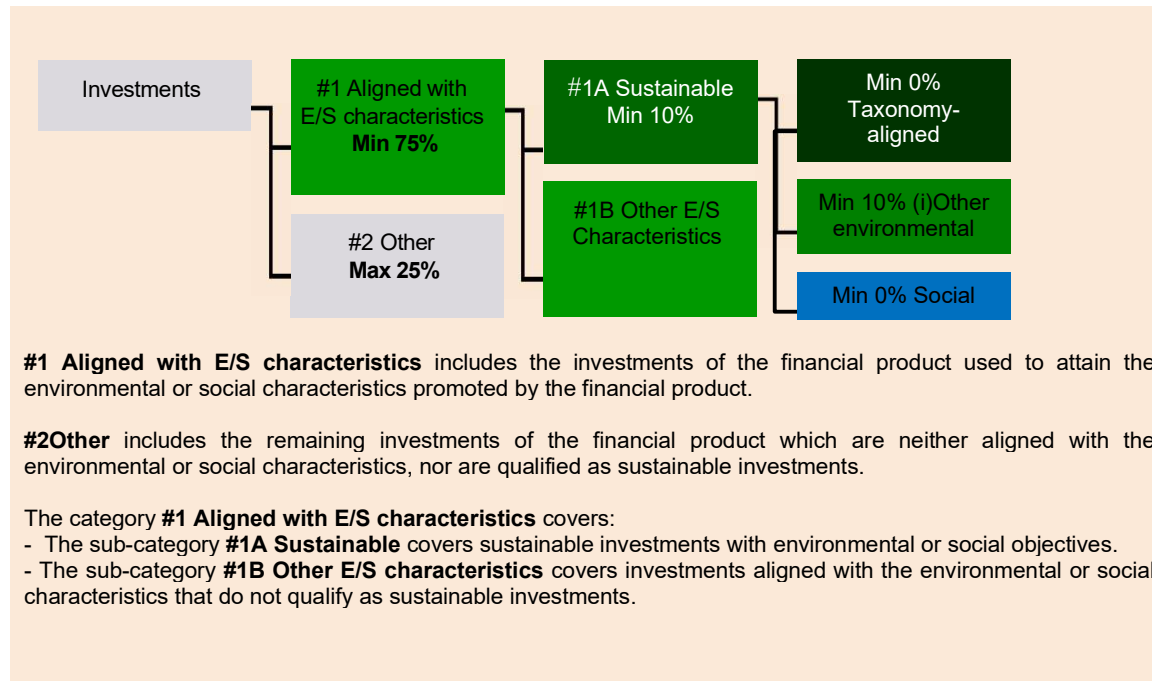 Investments
#1 Aligned with
E/S characteristics
Min 75%
#2 Other
Max 25%
#1A Sustainable
Min 10%
#1B Other E/S
Characteristics
Min 0%
Taxonomy-
aligned
Min 10% (i)Other
environmental
Min 0% Social
#1 Aligned with E/S characteristics includes the investments of the financial product used to attain the
environmental or social characteristics promoted by the financial product.
#2Other includes the remaining investments of the financial product which are neither aligned with the
environmental or social characteristics, nor are qualified as sustainable investments.
The category #1 Aligned with E/S characteristics covers:
- The sub-category #1A Sustainable covers sustainable investments with environmental or social objectives.
- The sub-category #1B Other E/S characteristics covers investments aligned with the environmental or social
characteristics that do not qualify as sustainable investments.